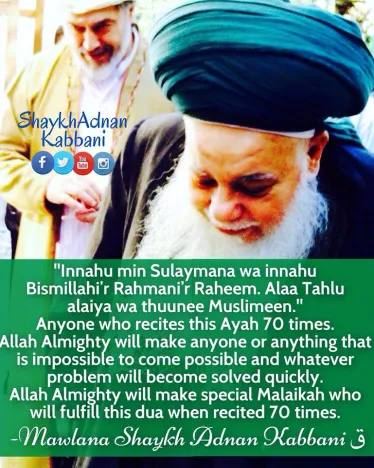 ShaykhAdnan
Kabbani
f You Tube
"Innahu min Sulaymana wa innahu
Bismillahi'r Rahmani'r Raheem. Alaa Tahlu
alaiya wa thuunee Muslimeen."
Anyone who recites this Ayah 70 times.
Allah Almighty will make anyone or anything that
is impossible to come possible and whatever
problem will become solved quickly.
Allah Almighty will make special Malaikah who
will fulfill this dua when recited 70 times.
-Mawlana Shaykh Adnan Kabbani ق